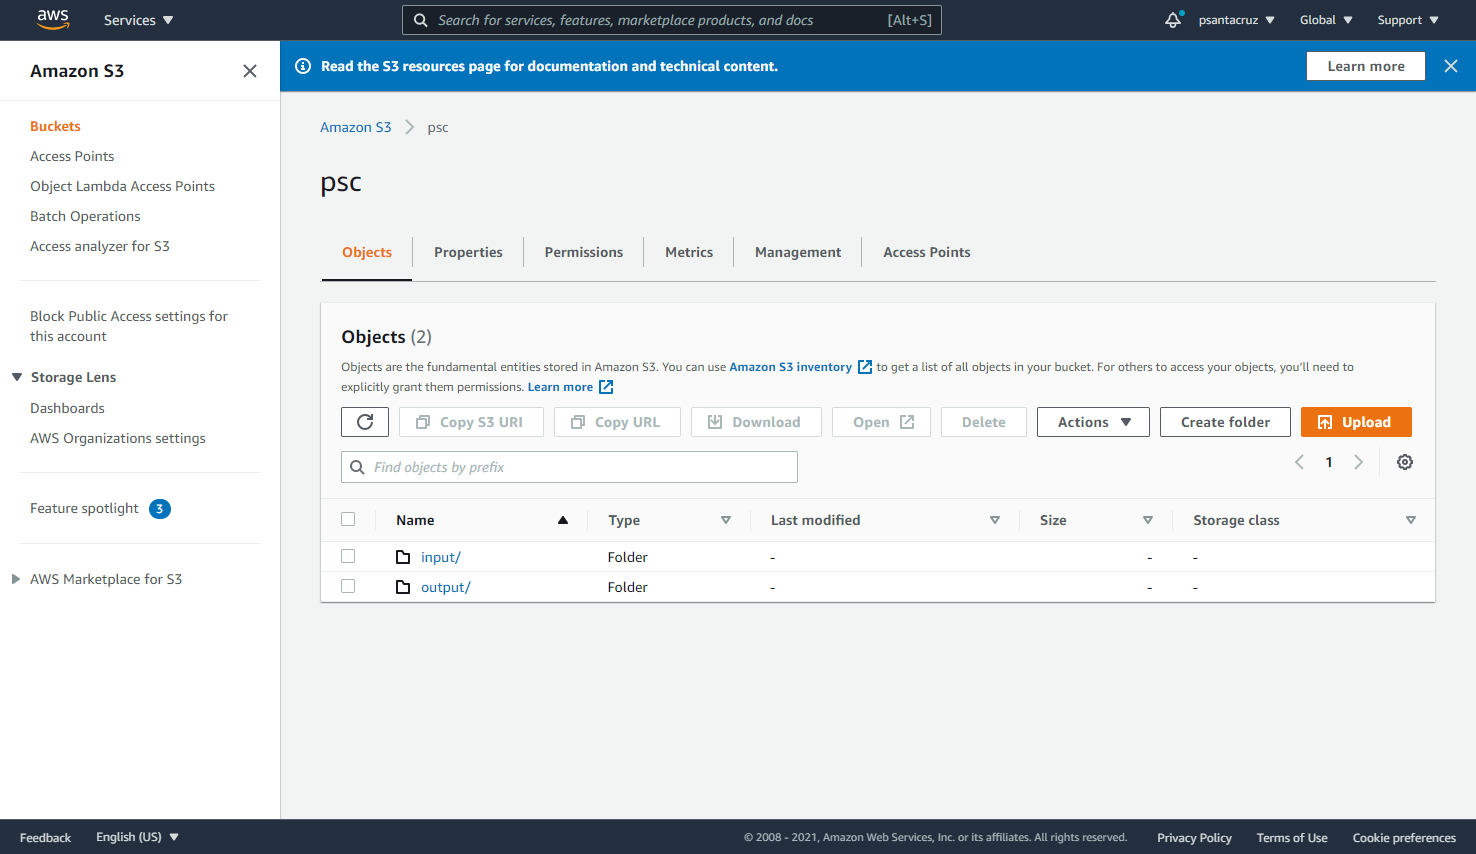 aws
Services
Search for services, features, marketplace products, and docs [Alt+S]
psantacruz
Global
Support
Amazon S3
Buckets
Access Points
Object Lambda Access Points
Batch Operations
Access analyzer for S3
Block Public Access settings for
this account
Storage Lens
Dashboards
AWS Organizations settings
Feature spotlight 3
AWS Marketplace for S3
Read the S3 resources page for documentation and technical content.
Learn more
Amazon S3 psc
psc
Objects Properties Permissions Metrics Management Access Points
Objects (2)
Objects are the fundamental entities stored in Amazon S3. You can use Amazon S3 inventory to get a list of all objects in your bucket. For others to access your objects, you'll need to
explicitly grant them permissions. Learn more
Copy S3 URI Copy URL Download Open Delete Actions Create folder Upload
Find objects by prefix
1
Name Type Last modified Size Storage class
input/ Folder - - -
output/ Folder - - -
Feedback English (US) © 2008 - 2021, Amazon Web Services, Inc. or its affiliates. All rights reserved. Privacy Policy Terms of Use Cookie preferences